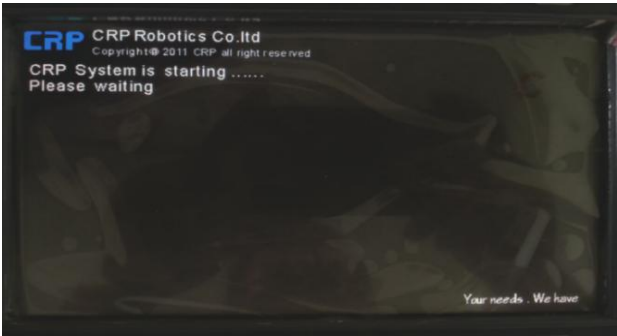 CRP CRP Robotics Co.ltd
Copyright© 2011 CRP all right reserved
CRP System is starting ......
Please waiting
Your needs . We have